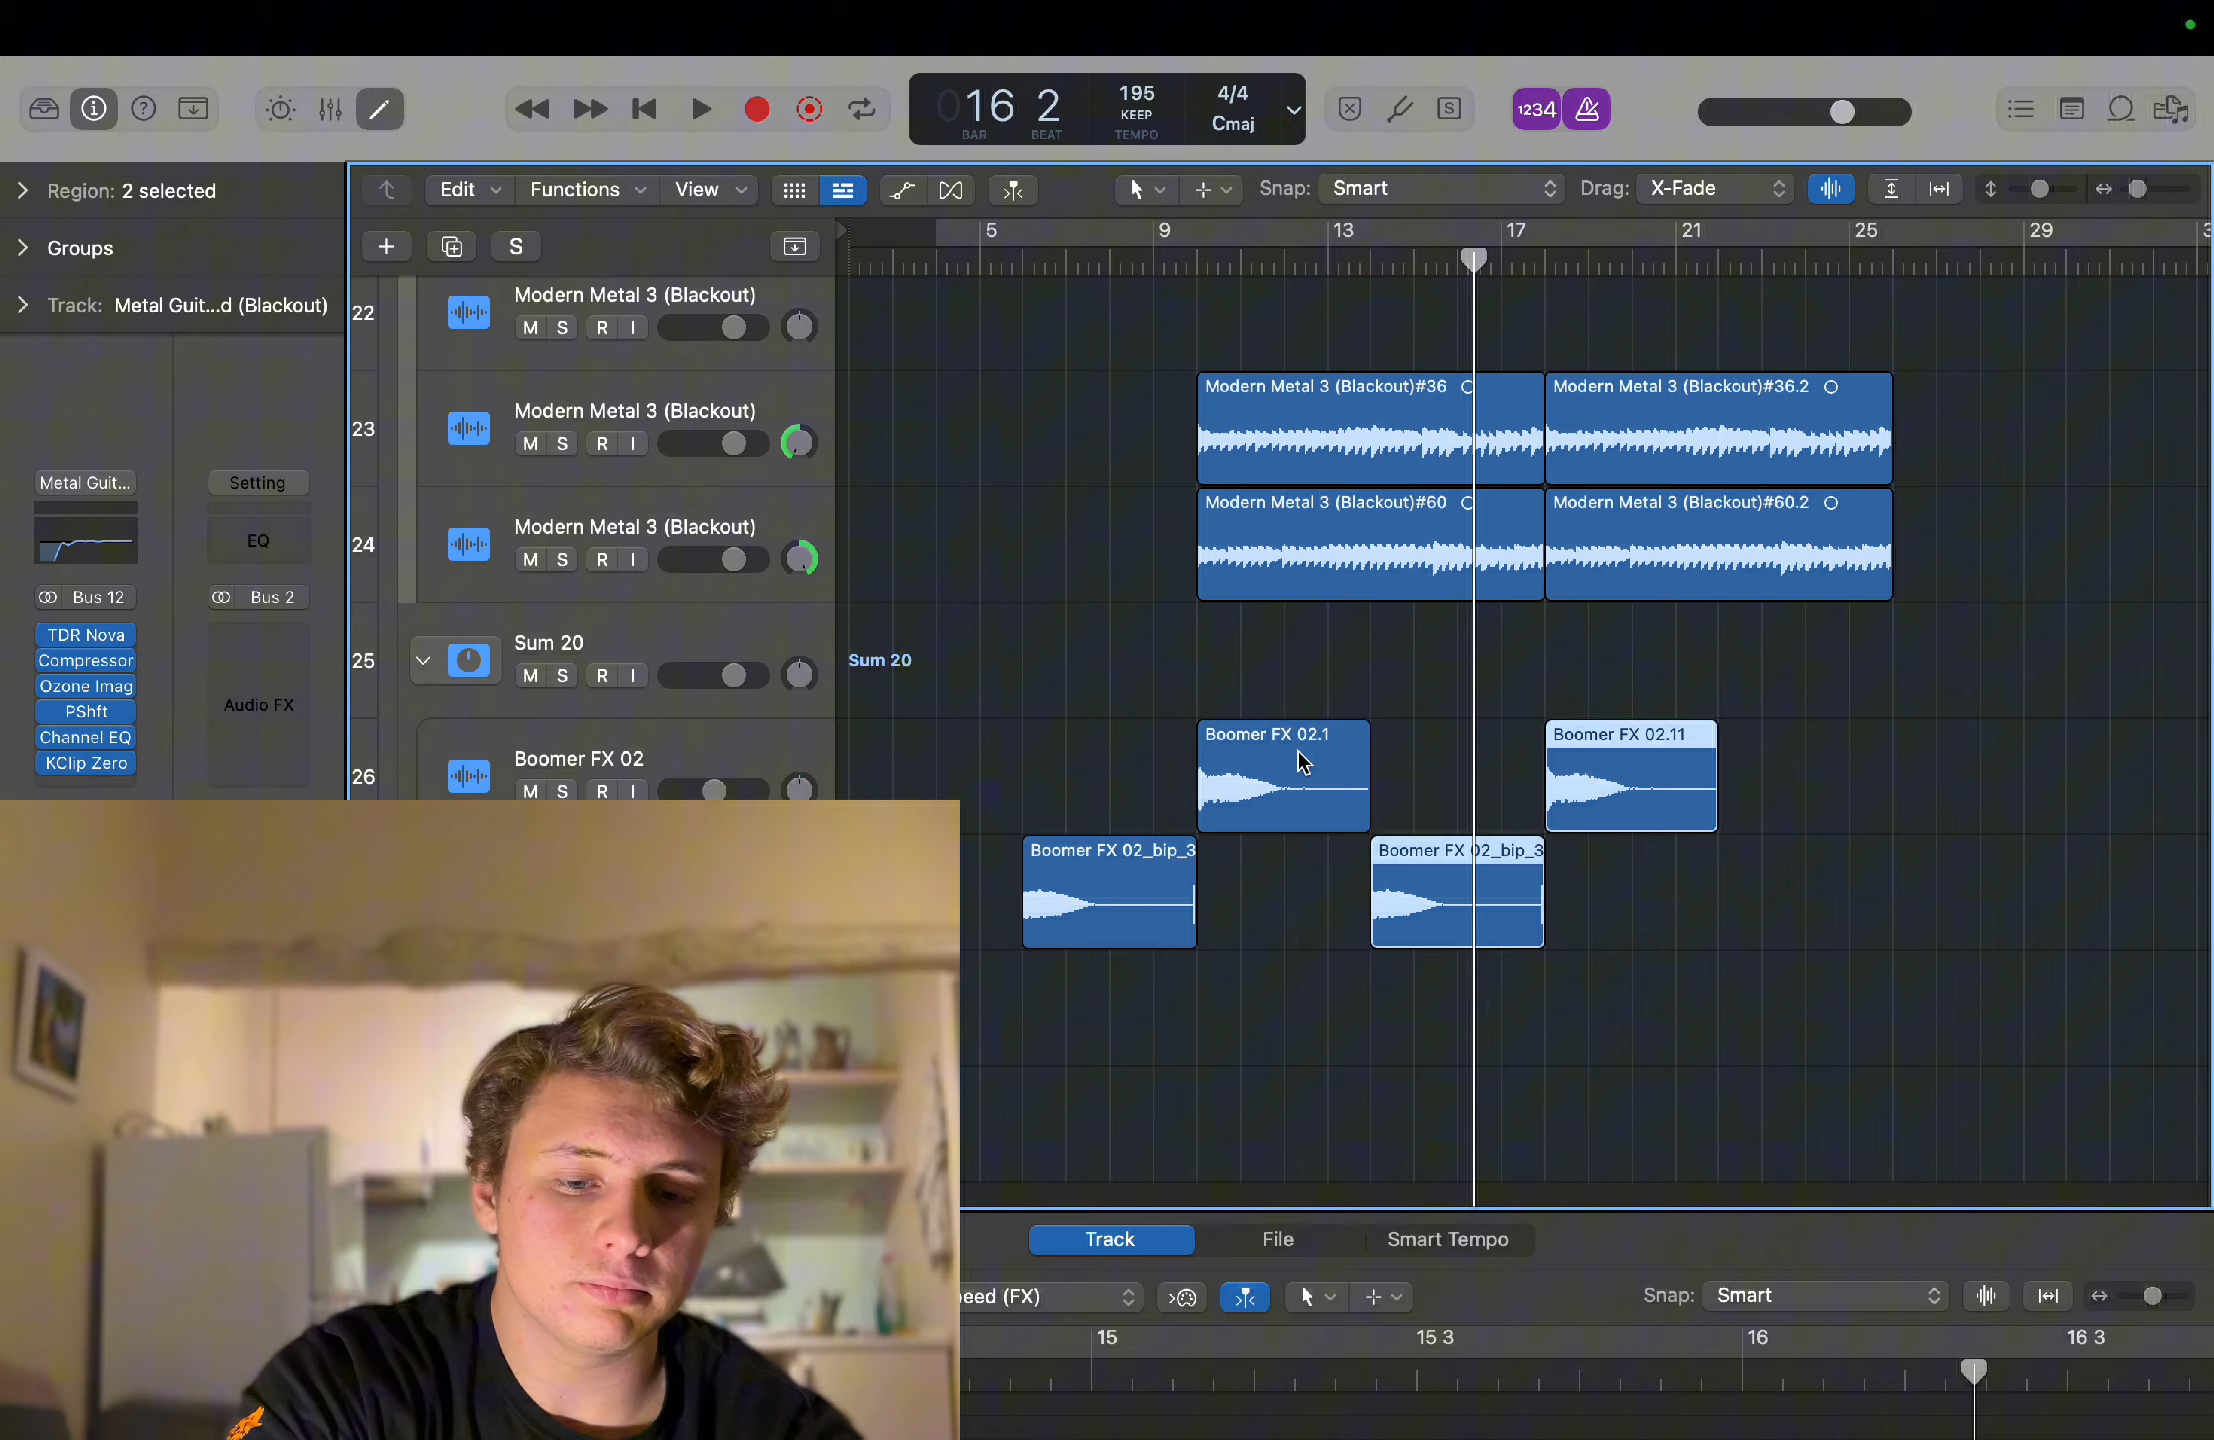 016 2
BAR BEAT
195
KEEP
TEMPO
4/4
Cmaj
S
1234
Region: 2 selected
Groups
Track: Metal Guit...d (Blackout)
Edit Functions View
Snap: Smart
Drag: X-Fade
S
5 9 13 17 21 25 29
22 Modern Metal 3 (Blackout)
M S R I
23 Modern Metal 3 (Blackout)
M S R I
24 Modern Metal 3 (Blackout)
M S R I
25 Sum 20
M S R I
26 Boomer FX 02
M S R I
Modern Metal 3 (Blackout)#36
Modern Metal 3 (Blackout)#36.2
Modern Metal 3 (Blackout)#60
Modern Metal 3 (Blackout)#60.2
Sum 20
Boomer FX 02.1
Boomer FX 02.11
Boomer FX 02_bip_3
Boomer FX 02_bip_3
Metal Guit...
Setting
EQ
Bus 12
Bus 2
TDR Nova
Compressor
Ozone Imag
PShft
Channel EQ
KClip Zero
Audio FX
Track File Smart Tempo
eed (FX)
Snap: Smart
15 15 3 16 16 3